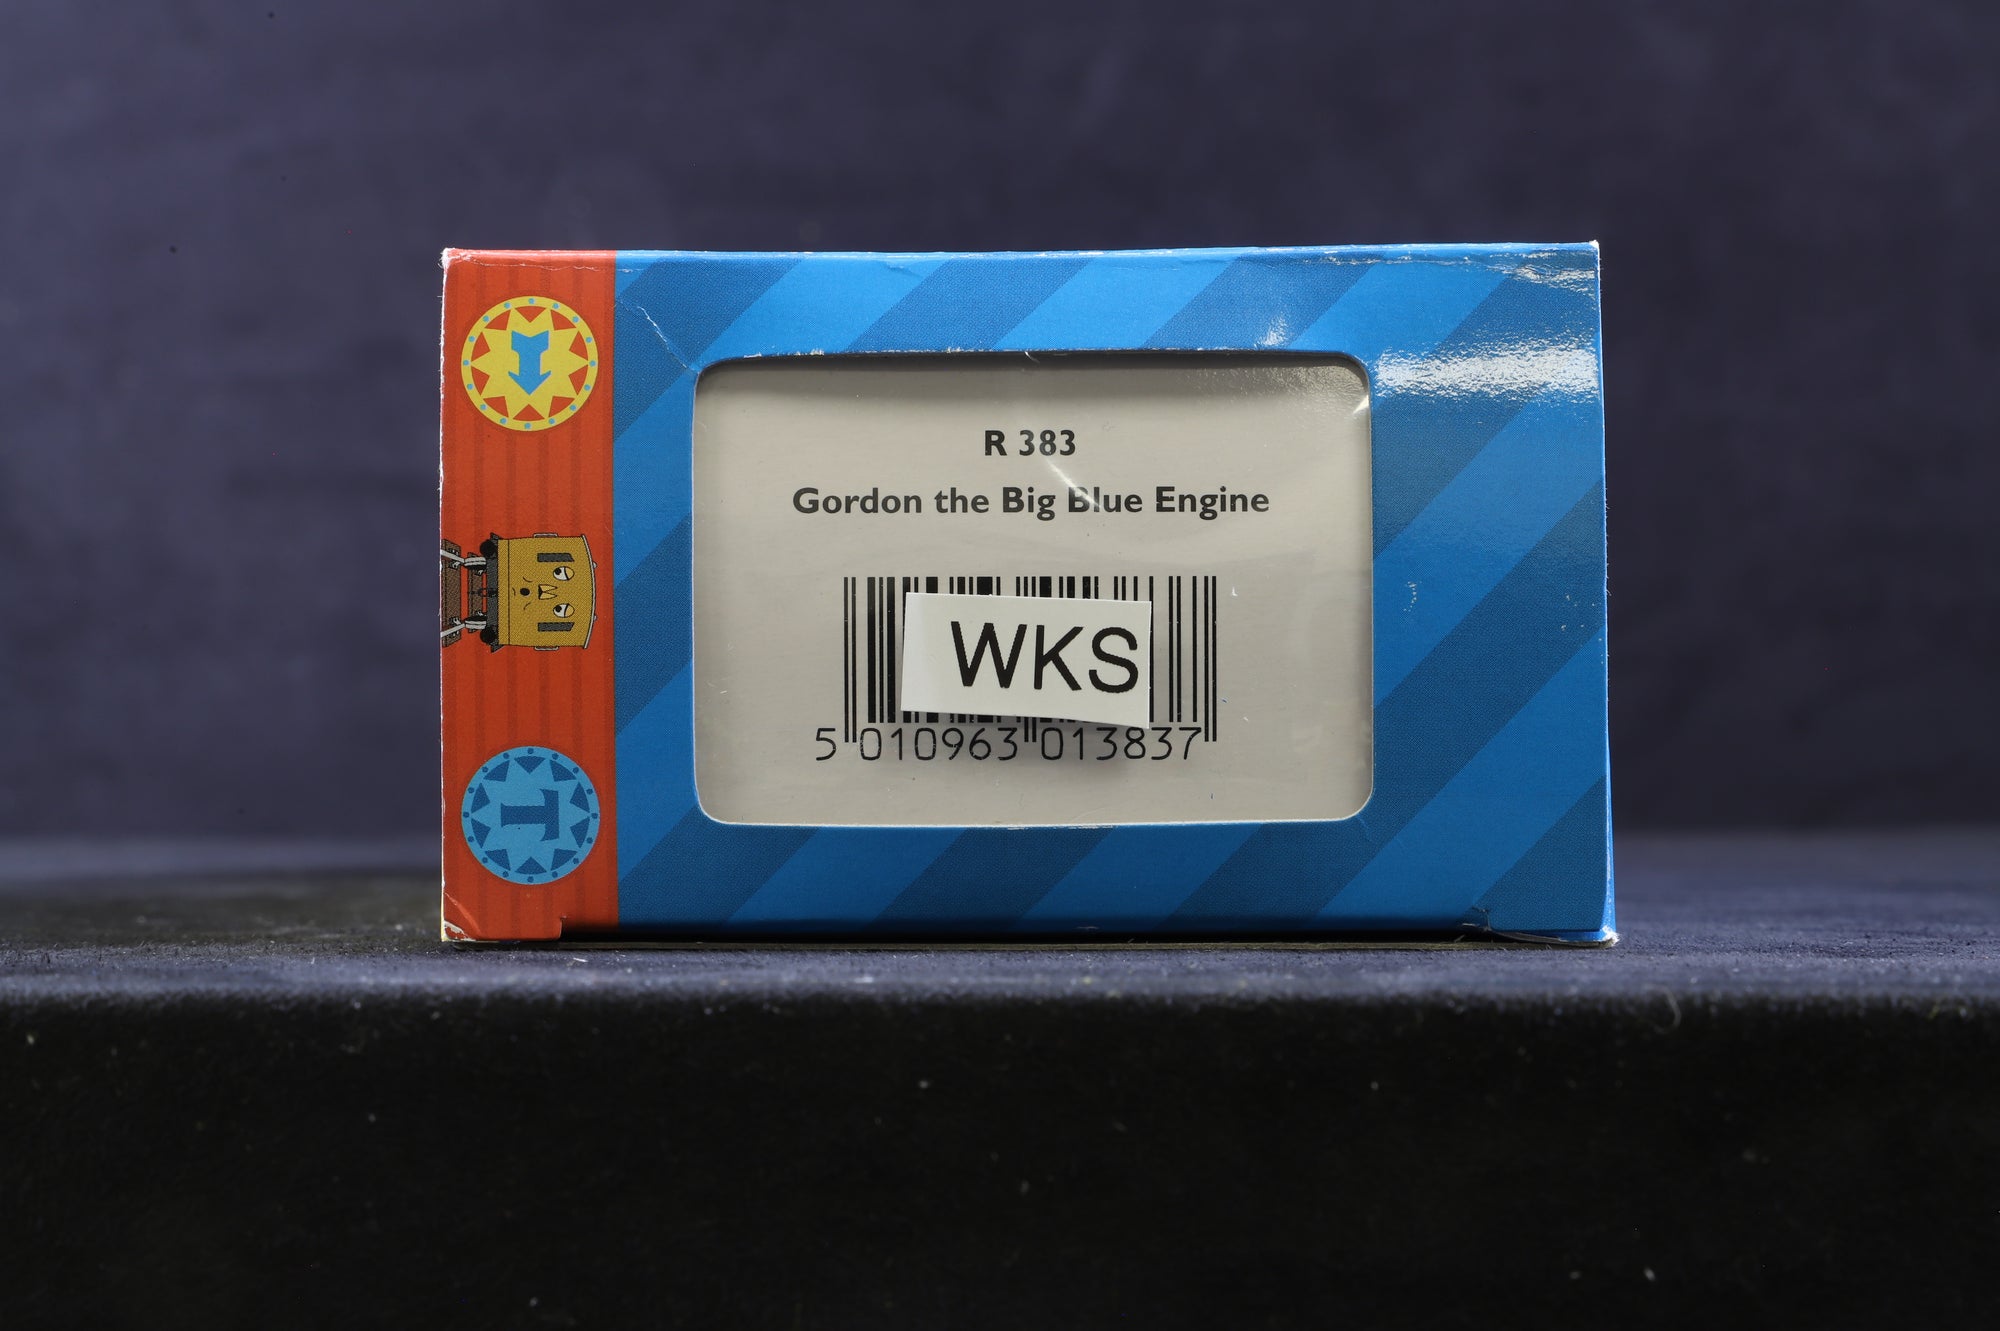 R 383
Gordon the Big Blue Engine
WKS
5 010963 013837
T